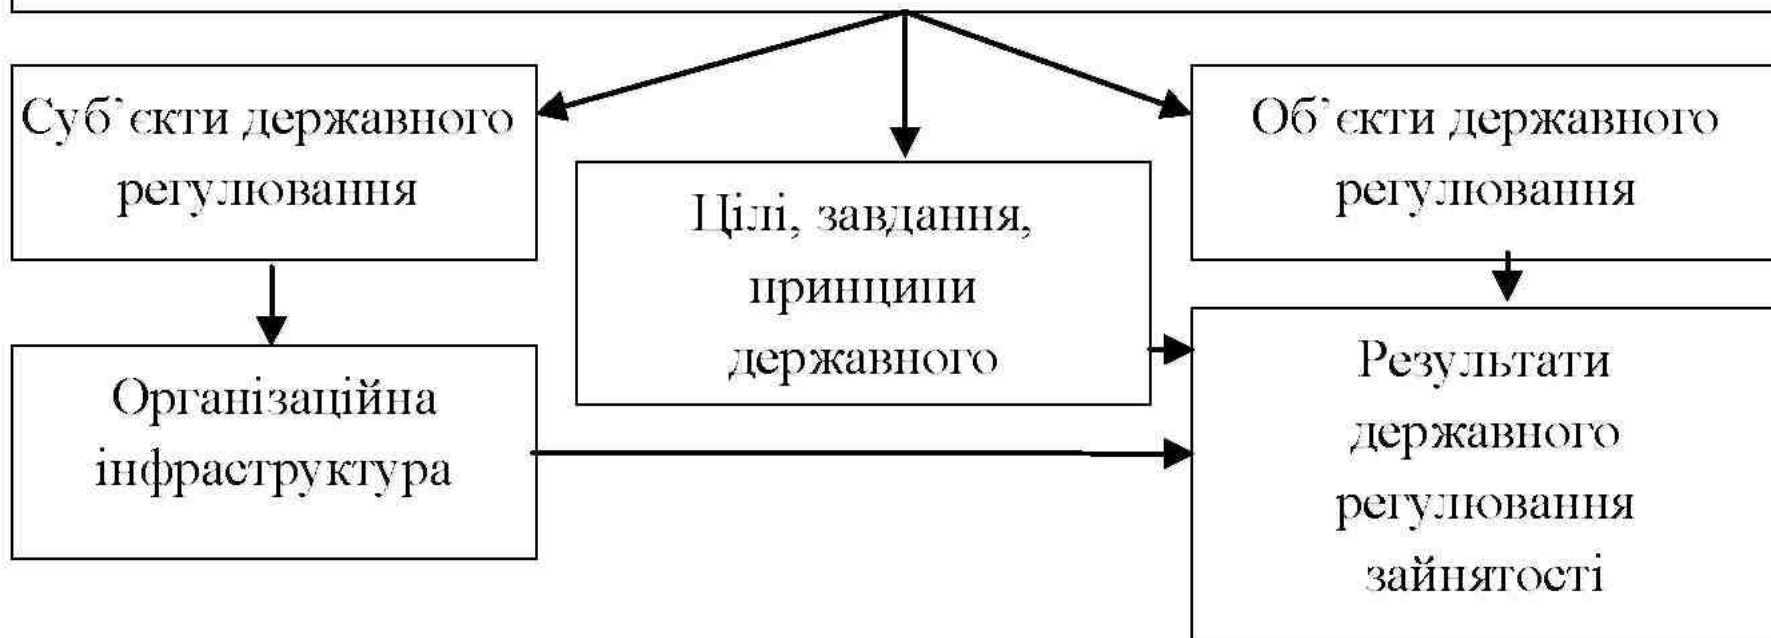 Суб’єкти державного
регулювання
Цілі, завдання,
принципи
державного
Об’єкти державного
регулювання
Організаційна
інфраструктура
Результати
державного
регулювання
зайнятості